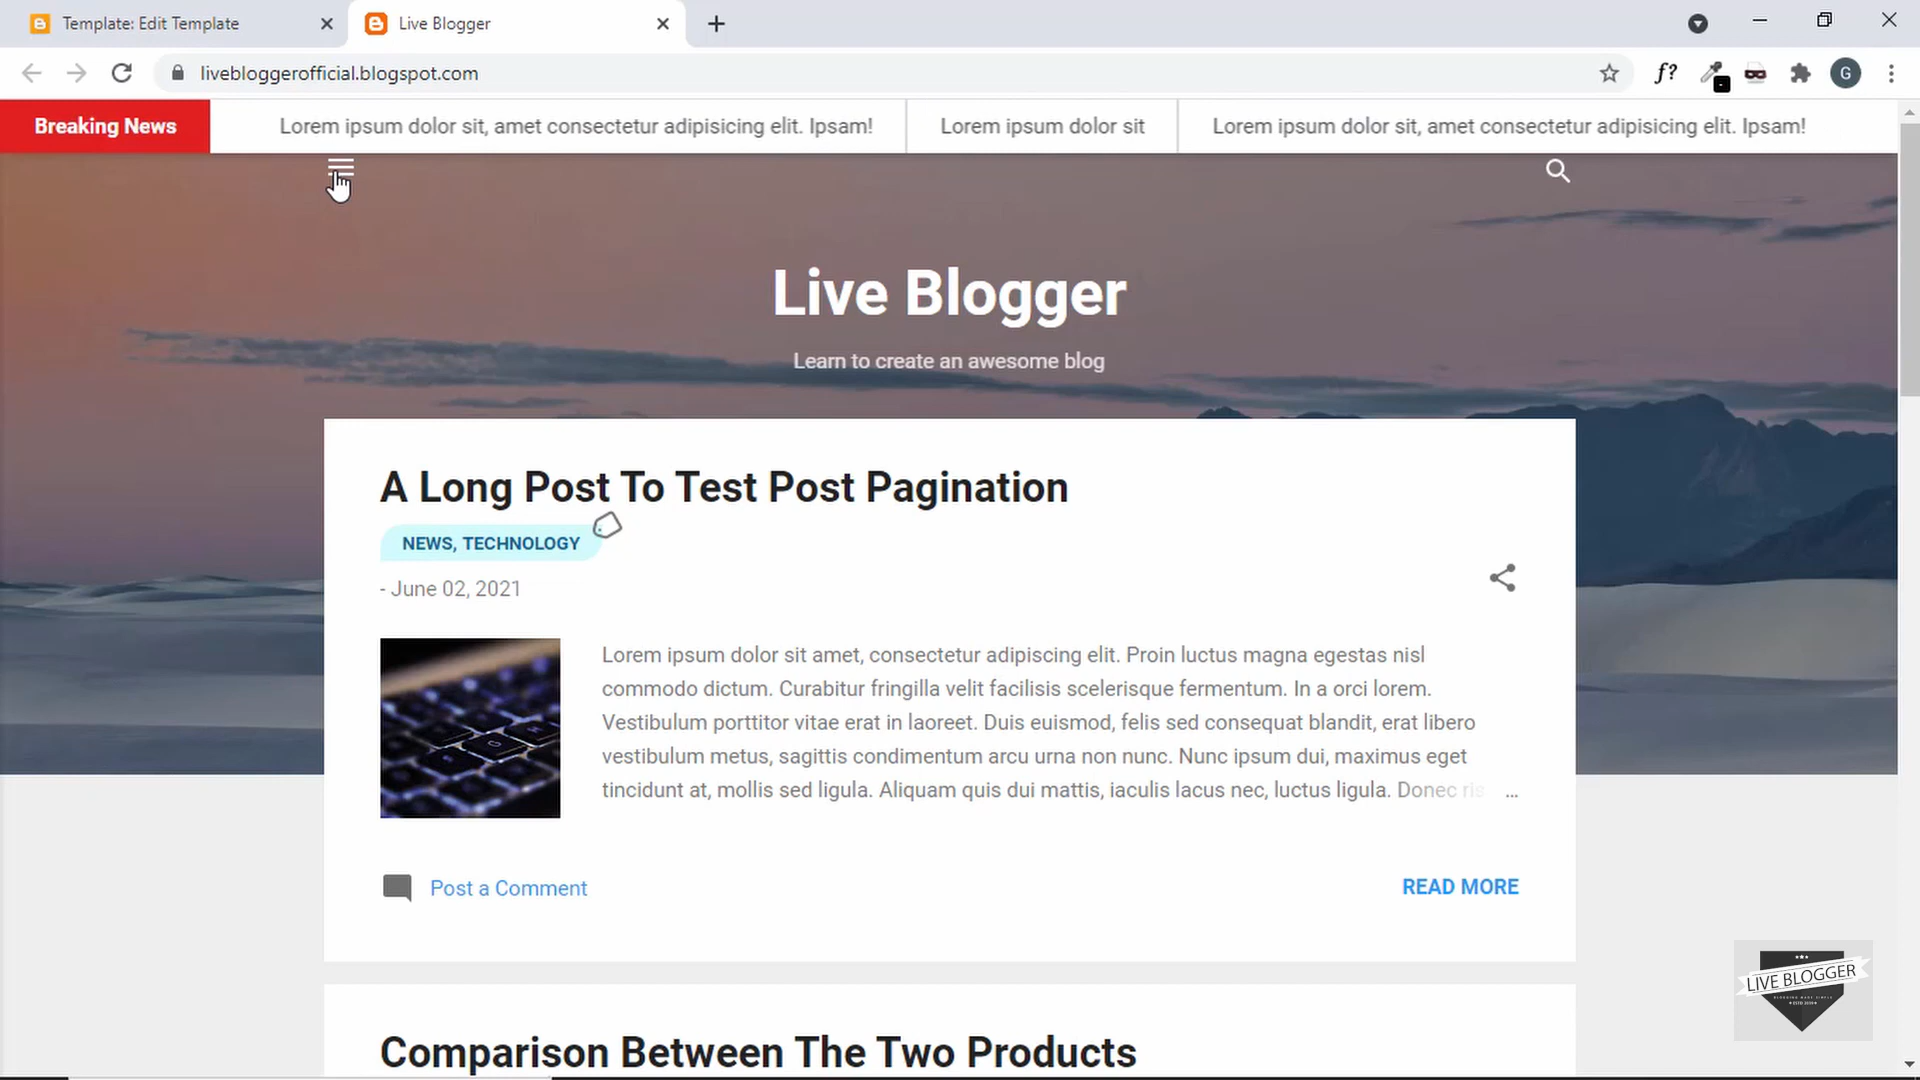 Template: Edit Template
Live Blogger
livebloggerofficial.blogspot.com
f?
G
Breaking News
Lorem ipsum dolor sit, amet consectetur adipisicing elit. Ipsam!
Lorem ipsum dolor sit
Lorem ipsum dolor sit, amet consectetur adipisicing elit. Ipsam!
Live Blogger
Learn to create an awesome blog
A Long Post To Test Post Pagination
NEWS, TECHNOLOGY
- June 02, 2021
Lorem ipsum dolor sit amet, consectetur adipiscing elit. Proin luctus magna egestas nisl
commodo dictum. Curabitur fringilla velit facilisis scelerisque fermentum. In a orci lorem.
Vestibulum porttitor vitae erat in laoreet. Duis euismod, felis sed consequat blandit, erat libero
vestibulum metus, sagittis condimentum arcu urna non nunc. Nunc ipsum dui, maximus eget
tincidunt at, mollis sed ligula. Aliquam quis dui mattis, iaculis lacus nec, luctus ligula. Donec ris ...
Post a Comment
READ MORE
LIVE BLOGGER
Comparison Between The Two Products